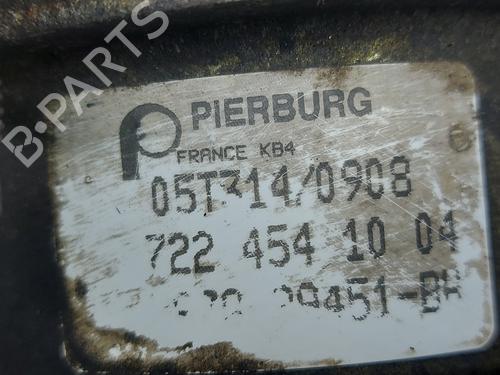 B-PARTS
PIERBURG
FRANCE KB4
05T314/0908
722 454 10 04